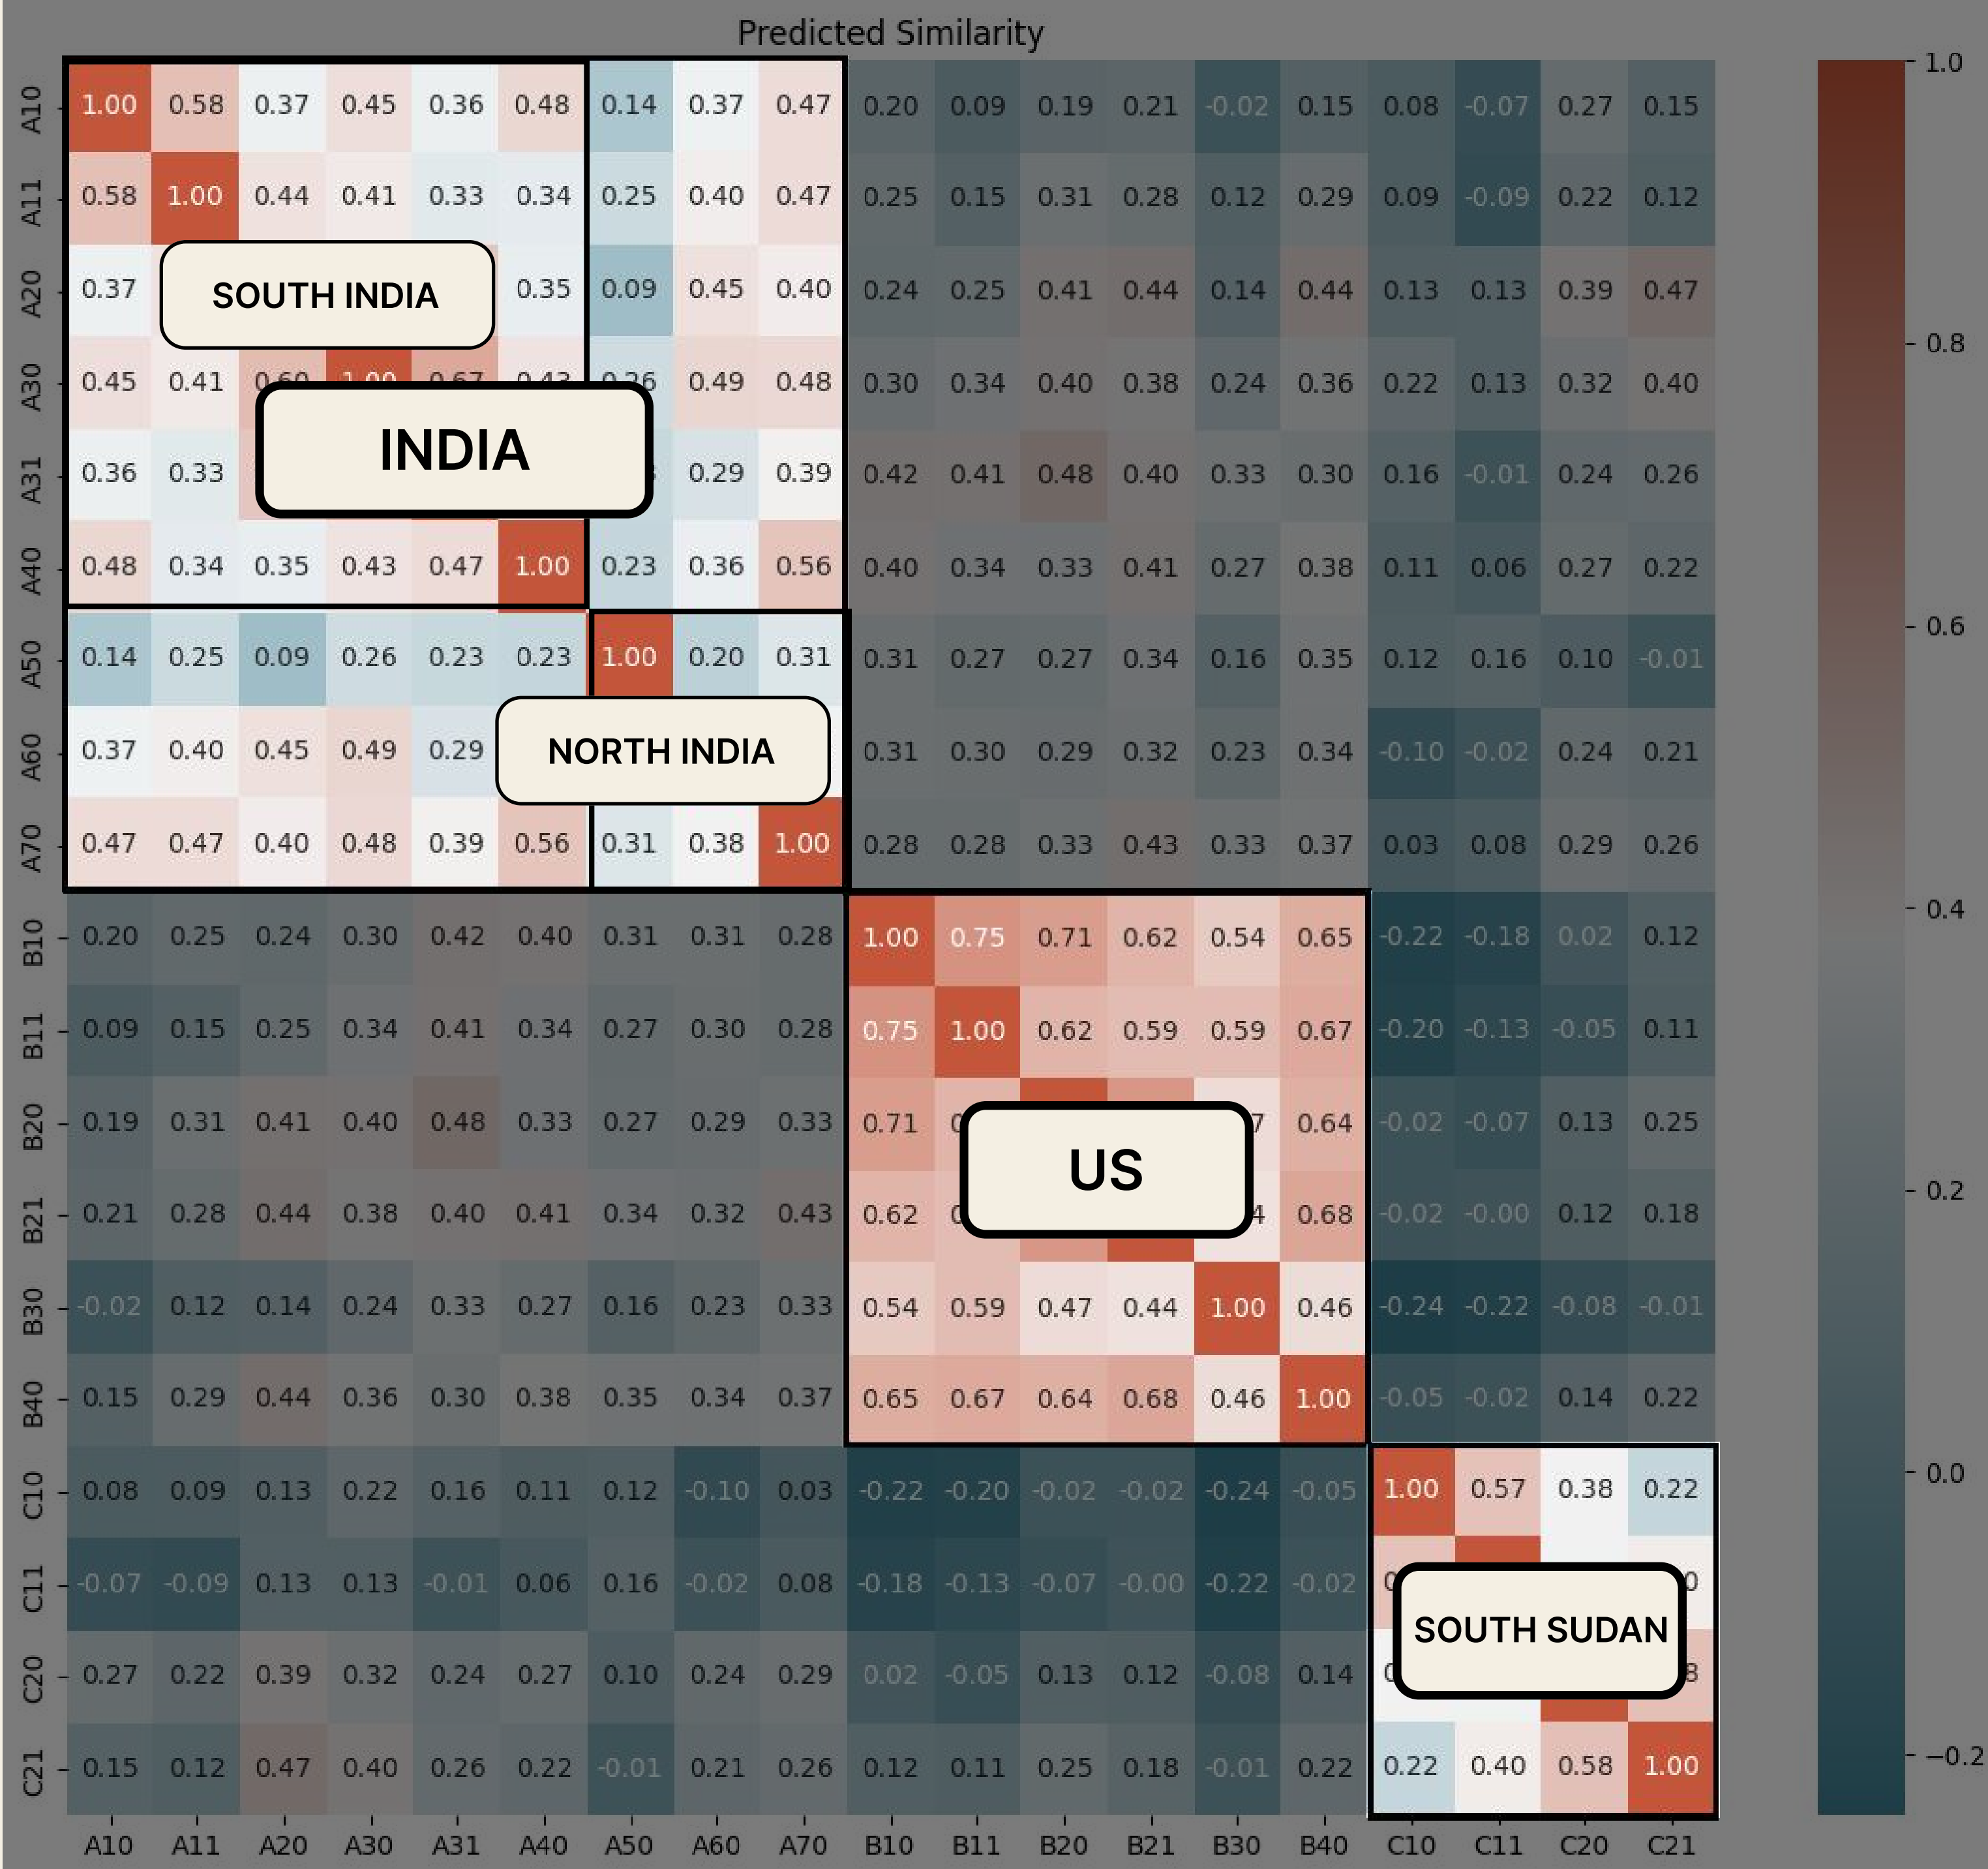 Predicted Similarity
A10 1.00 0.58 0.37 0.45 0.36 0.48 0.14 0.37 0.47 0.20 0.09 0.19 0.21 -0.02 0.15 0.08 -0.07 0.27 0.15 1.0
A11 0.58 1.00 0.44 0.41 0.33 0.34 0.25 0.40 0.47 0.25 0.15 0.31 0.28 0.12 0.29 0.09 -0.09 0.22 0.12
A20 0.37 SOUTH INDIA 0.35 0.09 0.45 0.40 0.24 0.25 0.41 0.44 0.14 0.44 0.13 0.13 0.39 0.47
0.8
A30 0.45 0.41 0.60 1.00 0.67 0.43 0.26 0.49 0.48 0.30 0.34 0.40 0.38 0.24 0.36 0.22 0.13 0.32 0.40
INDIA
A31 0.36 0.33 0.29 0.39 0.42 0.41 0.48 0.40 0.33 0.30 0.16 -0.01 0.24 0.26
A40 0.48 0.34 0.35 0.43 0.47 1.00 0.23 0.36 0.56 0.40 0.34 0.33 0.41 0.27 0.38 0.11 0.06 0.27 0.22
0.6
A50 0.14 0.25 0.09 0.26 0.23 0.23 1.00 0.20 0.31 0.31 0.27 0.27 0.34 0.16 0.35 0.12 0.16 0.10 -0.01
A60 0.37 0.40 0.45 0.49 0.29 NORTH INDIA 0.31 0.30 0.29 0.32 0.23 0.34 -0.10 -0.02 0.24 0.21
A70 0.47 0.47 0.40 0.48 0.39 0.56 0.31 0.38 1.00 0.28 0.28 0.33 0.43 0.33 0.37 0.03 0.08 0.29 0.26
0.4
B10 0.20 0.25 0.24 0.30 0.42 0.40 0.31 0.31 0.28 1.00 0.75 0.71 0.62 0.54 0.65 -0.22 -0.18 0.02 0.12
B11 0.09 0.15 0.25 0.34 0.41 0.34 0.27 0.30 0.28 0.75 1.00 0.62 0.59 0.59 0.67 -0.20 -0.13 -0.05 0.11
B20 0.19 0.31 0.41 0.40 0.48 0.33 0.27 0.29 0.33 0.71 0.64 -0.02 -0.07 0.13 0.25
US
0.2
B21 0.21 0.28 0.44 0.38 0.40 0.41 0.34 0.32 0.43 0.62 0.68 -0.02 -0.00 0.12 0.18
B30 -0.02 0.12 0.14 0.24 0.33 0.27 0.16 0.23 0.33 0.54 0.59 0.47 0.44 1.00 0.46 -0.24 -0.22 -0.08 -0.01
B40 0.15 0.29 0.44 0.36 0.30 0.38 0.35 0.34 0.37 0.65 0.67 0.64 0.68 0.46 1.00 -0.05 -0.02 0.14 0.22
0.0
C10 0.08 0.09 0.13 0.22 0.16 0.11 0.12 -0.10 0.03 -0.22 -0.20 -0.02 -0.02 -0.24 -0.05 1.00 0.57 0.38 0.22
C11 -0.07 -0.09 0.13 0.13 -0.01 0.06 0.16 -0.02 0.08 -0.18 -0.13 -0.07 -0.00 -0.22 -0.02
SOUTH SUDAN
C20 0.27 0.22 0.39 0.32 0.24 0.27 0.10 0.24 0.29 0.02 -0.05 0.13 0.12 -0.08 0.14
−0.2
C21 0.15 0.12 0.47 0.40 0.26 0.22 -0.01 0.21 0.26 0.12 0.11 0.25 0.18 -0.01 0.22 0.22 0.40 0.58 1.00
A10 A11 A20 A30 A31 A40 A50 A60 A70 B10 B11 B20 B21 B30 B40 C10 C11 C20 C21